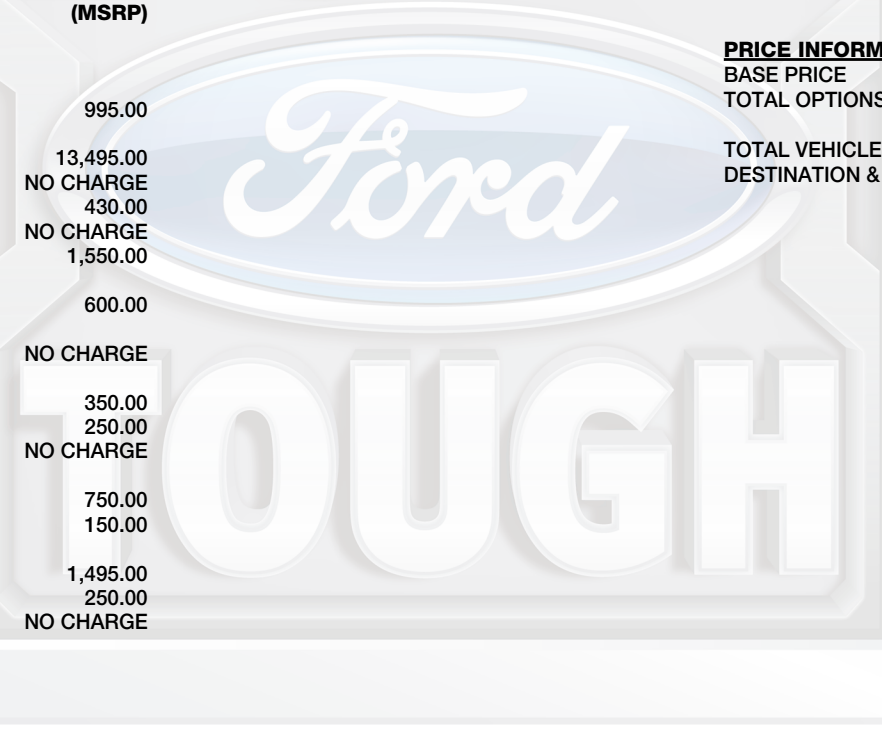 (MSRP)
995.00
13,495.00
NO CHARGE
430.00
NO CHARGE
1,550.00
600.00
NO CHARGE
350.00
250.00
NO CHARGE
750.00
150.00
1,495.00
250.00
NO CHARGE
PRICE INFORM
BASE PRICE
TOTAL OPTIONS
TOTAL VEHICLE
DESTINATION &
Ford
TOUGH